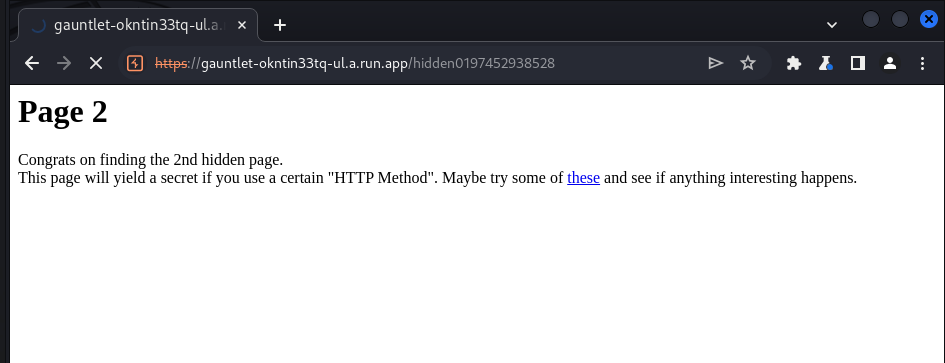 gauntlet-okntin33tq-ul.a.
https://gauntlet-okntin33tq-ul.a.run.app/hidden0197452938528
Page 2
Congrats on finding the 2nd hidden page.
This page will yield a secret if you use a certain "HTTP Method". Maybe try some of these and see if anything interesting happens.